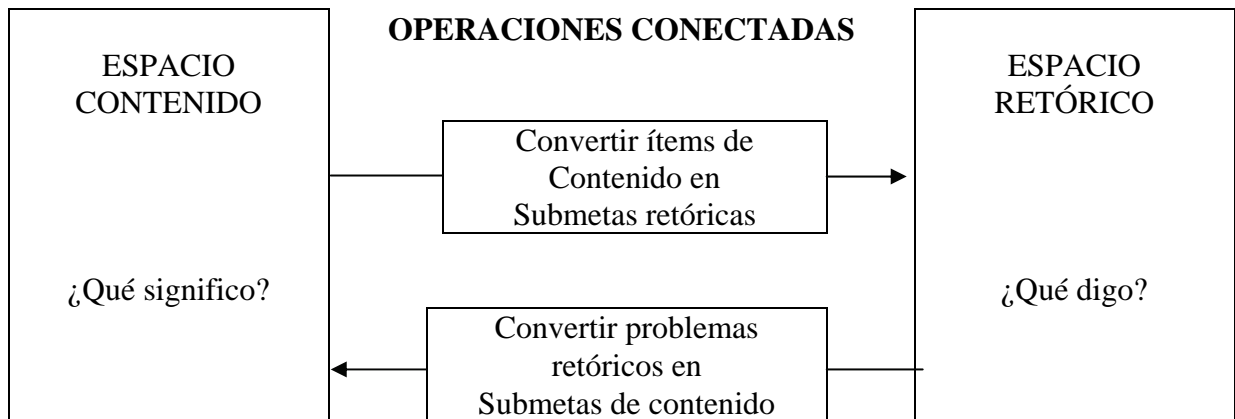 OPERACIONES CONECTADAS
ESPACIO
CONTENIDO
¿Qué significo?
Convertir ítems de
Contenido en
Submetas retóricas
Convertir problemas
retóricos en
Submetas de contenido
ESPACIO
RETÓRICO
¿Qué digo?